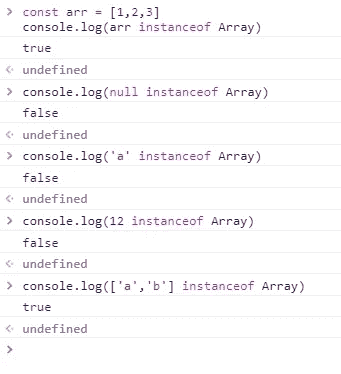 > const arr = [1,2,3]
console.log(arr instanceof Array)
true
undefined
> console.log(null instanceof Array)
false
undefined
> console.log('a' instanceof Array)
false
undefined
> console.log(12 instanceof Array)
false
undefined
> console.log(['a','b'] instanceof Array)
true
undefined
>